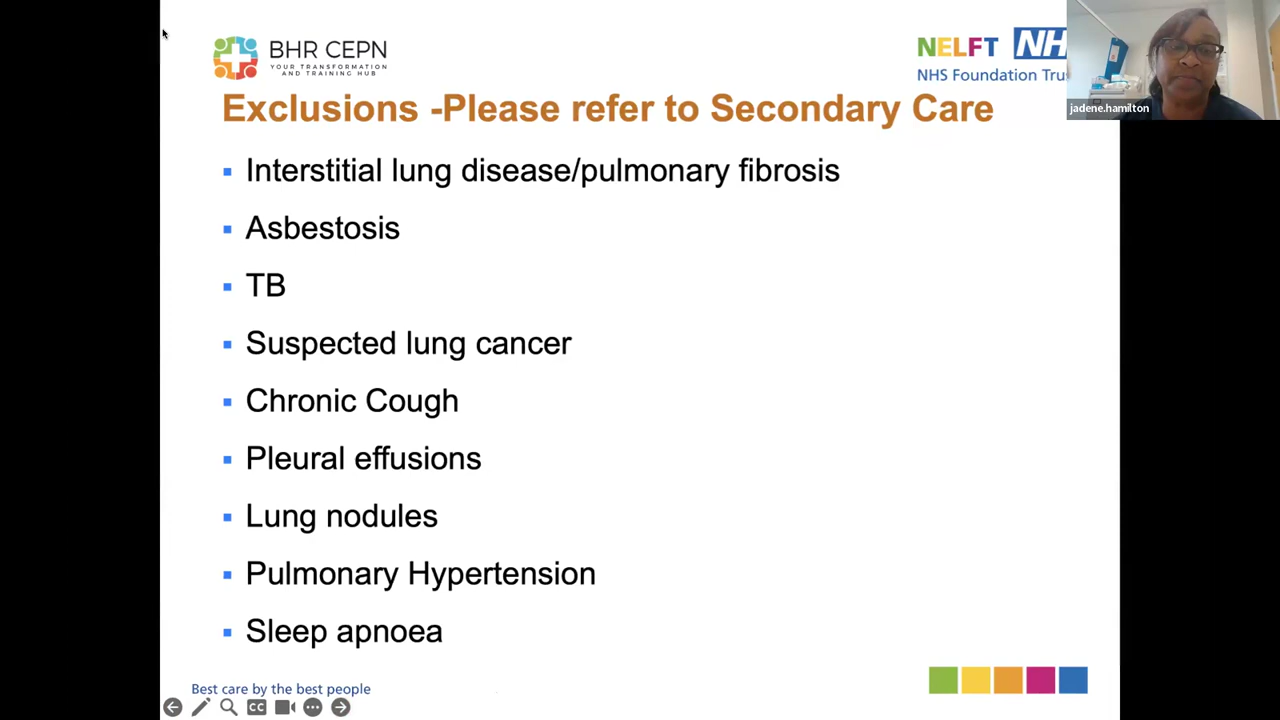 BHR CEPN
YOUR TRANSFORMATION
AND TRAINING HUB
NELFT NH
NHS Foundation Tru
jadene.hamilton
Exclusions -Please refer to Secondary Care
Interstitial lung disease/pulmonary fibrosis
Asbestosis
TB
Suspected lung cancer
Chronic Cough
Pleural effusions
Lung nodules
Pulmonary Hypertension
Sleep apnoea
Best care by the best people
CC